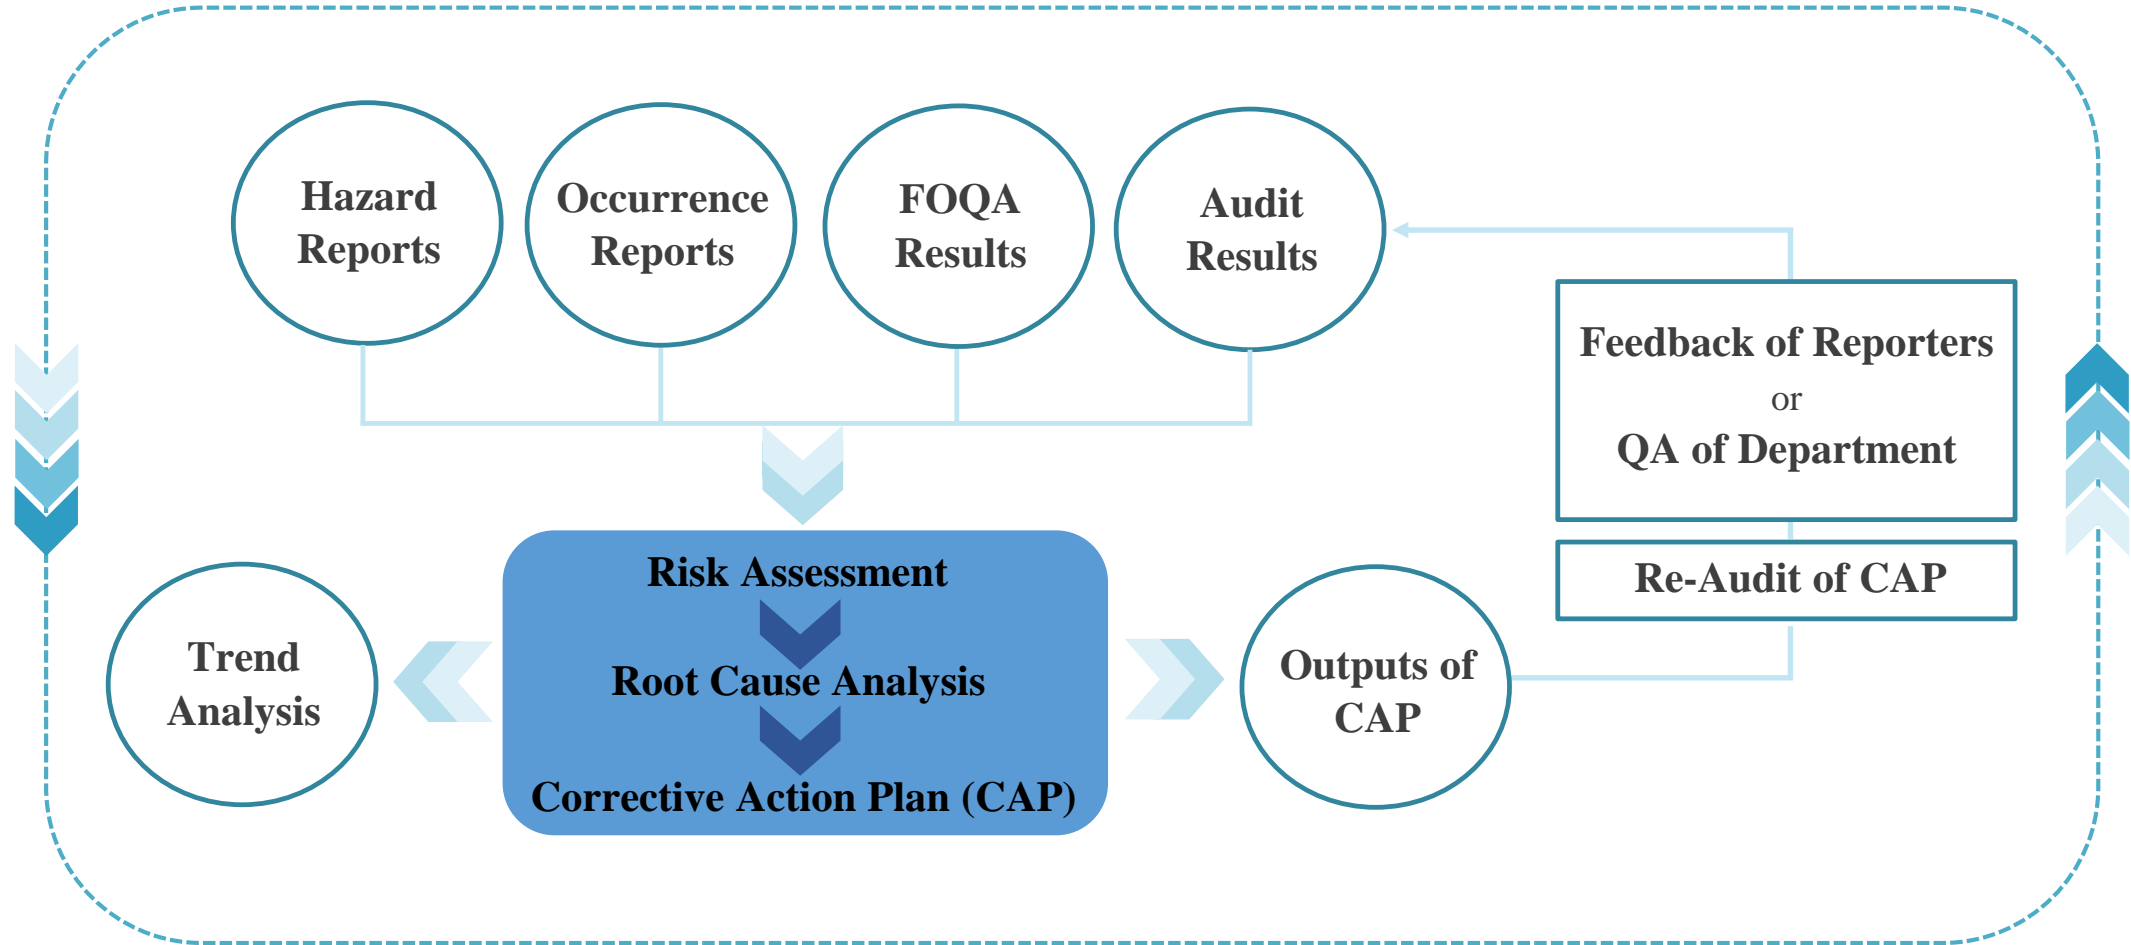 Hazard
Reports
Occurrence
Reports
FOQA
Results
Audit
Results
Feedback of Reporters
or
QA of Department
Re-Audit of CAP
Risk Assessment
Root Cause Analysis
Corrective Action Plan (CAP)
Trend
Analysis
Outputs of
CAP